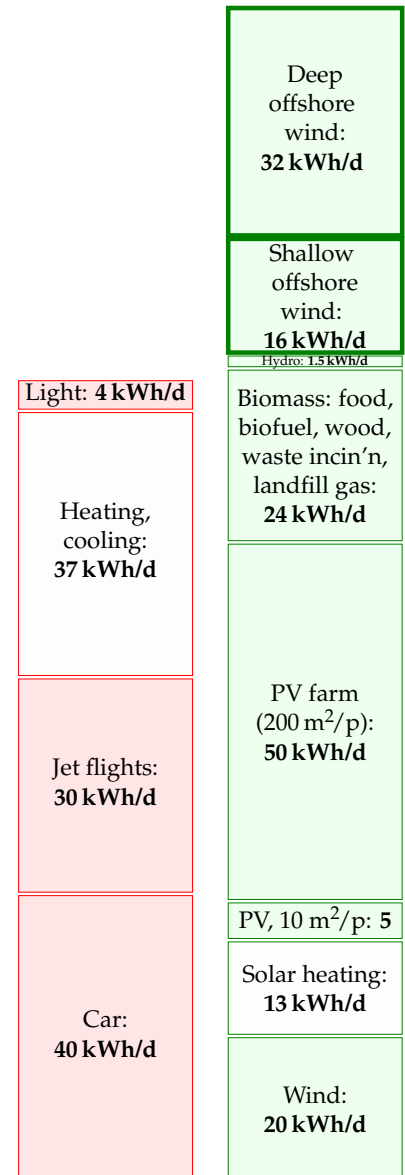 Deep
offshore
wind:
32 kWh/d
Shallow
offshore
wind:
16 kWh/d
Hydro: 1.5 kWh/d
Biomass: food,
biofuel, wood,
waste incin’n,
landfill gas:
24 kWh/d
PV farm
(200 m²/p):
50 kWh/d
PV, 10 m²/p: 5
Solar heating:
13 kWh/d
Wind:
20 kWh/d
Light: 4 kWh/d
Heating,
cooling:
37 kWh/d
Jet flights:
30 kWh/d
Car:
40 kWh/d